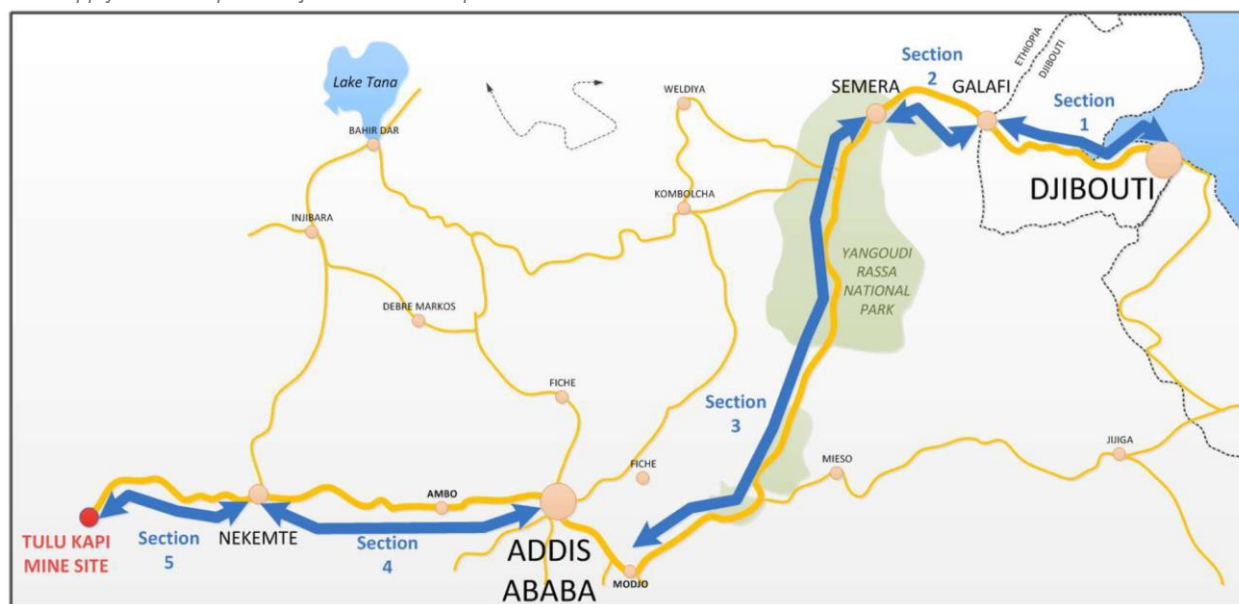 Lake Tana
BAHIR DAR
INJIBARA
DEBRE MARKOS
FICHE
WELDIYA
KOMBOLCHA
SEMERA
Section
2
GALAFI
ETHIOPIA
DJIBOUTI
Section
1
DJIBOUTI
YANGOUDI
RASSA
NATIONAL
PARK
Section
3
FICHE
MIESO
JIJIGA
TULU KAPI
MINE SITE
Section
5
NEKEMTE
AMBO
Section
4
ADDIS
ABABA
MODJO